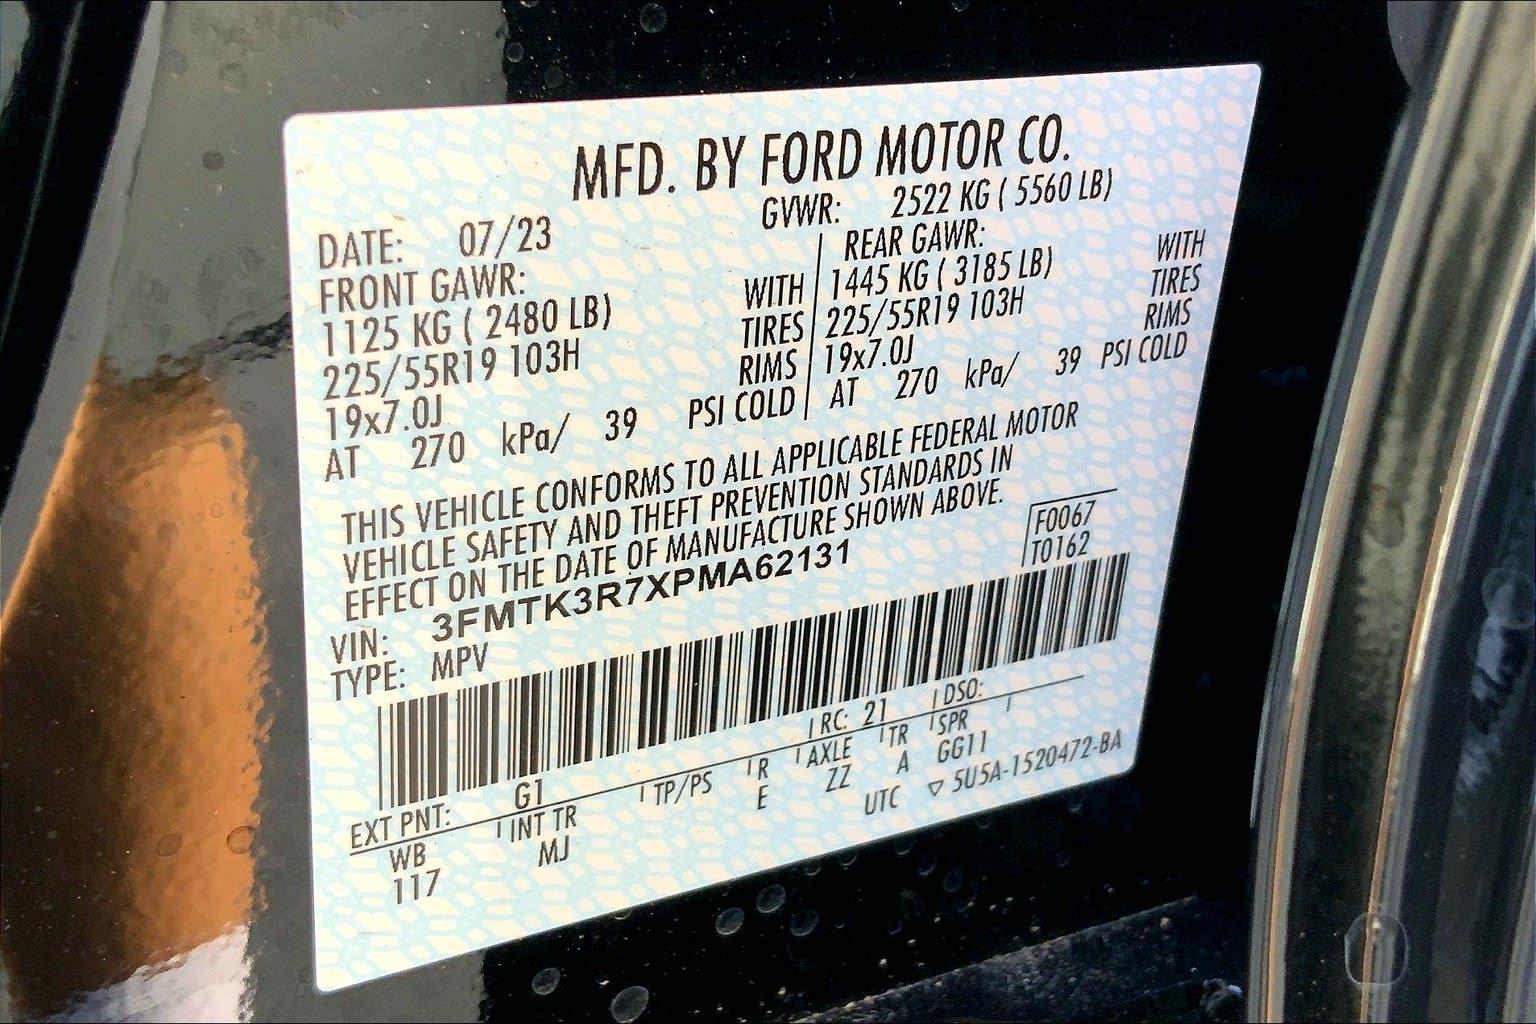 MFD. BY FORD MOTOR CO.
DATE: 07/23 GVWR: 2522 KG ( 5560 LB)
FRONT GAWR: REAR GAWR:
1125 KG ( 2480 LB) WITH 1445 KG ( 3185 LB) WITH
225/55R19 103H TIRES 225/55R19 103H TIRES
19x7.0J RIMS 19x7.0J RIMS
AT 270 kPa/ 39 PSI COLD AT 270 kPa/ 39 PSI COLD
THIS VEHICLE CONFORMS TO ALL APPLICABLE FEDERAL MOTOR
VEHICLE SAFETY AND THEFT PREVENTION STANDARDS IN
EFFECT ON THE DATE OF MANUFACTURE SHOWN ABOVE.
F0067
T0162
VIN: 3FMTK3R7XPMA62131
TYPE: MPV
EXT PNT: G1 RC: 21 DSO:
WB INT TR TP/PS R AXLE TR SPR
117 MJ E ZZ A GG11
UTC ▽ 5U5A-1520472-BA